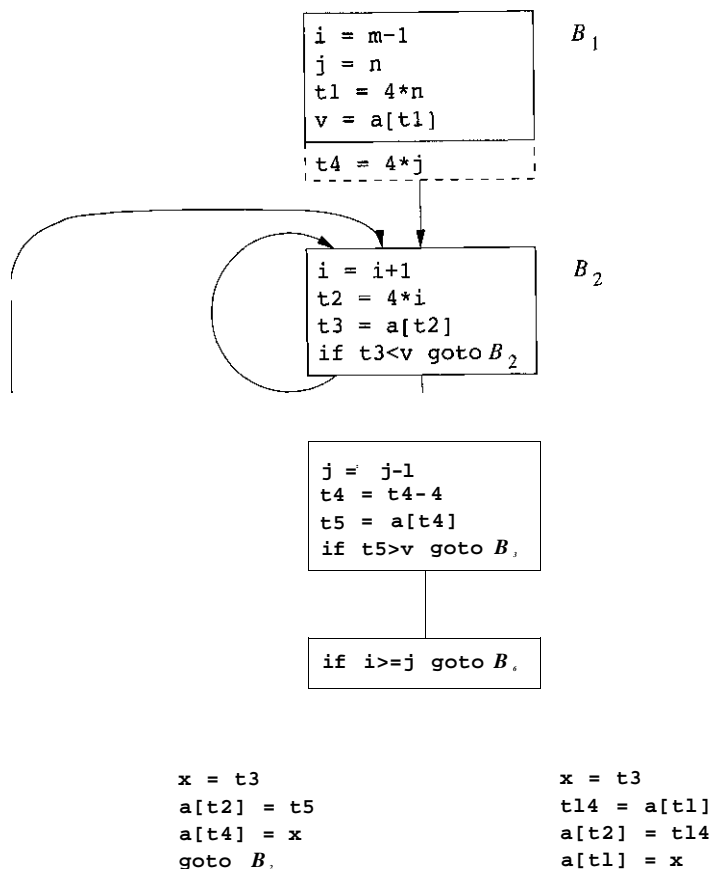 i = m-1
j = n
t1 = 4*n
v = a[t1]
t4 = 4*j
B1
i = i+1
t2 = 4*i
t3 = a[t2]
if t3<v goto B2
B2
j = j-1
t4 = t4-4
t5 = a[t4]
if t5>v goto B3
if i>=j goto B6
x = t3
a[t2] = t5
a[t4] = x
goto B
x = t3
t14 = a[t1]
a[t2] = t14
a[t1] = x